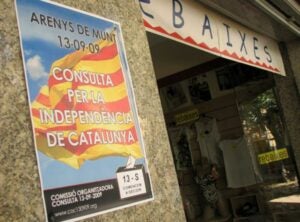 ARENYS DE MUNT
13-09-09
CONSULTA
PER LA
INDEPENDÈNCIA
DE CATALUNYA
13-S
COMISSIÓ ORGANITZADORA
CONSULTA 13-09-2009
EBAIXES